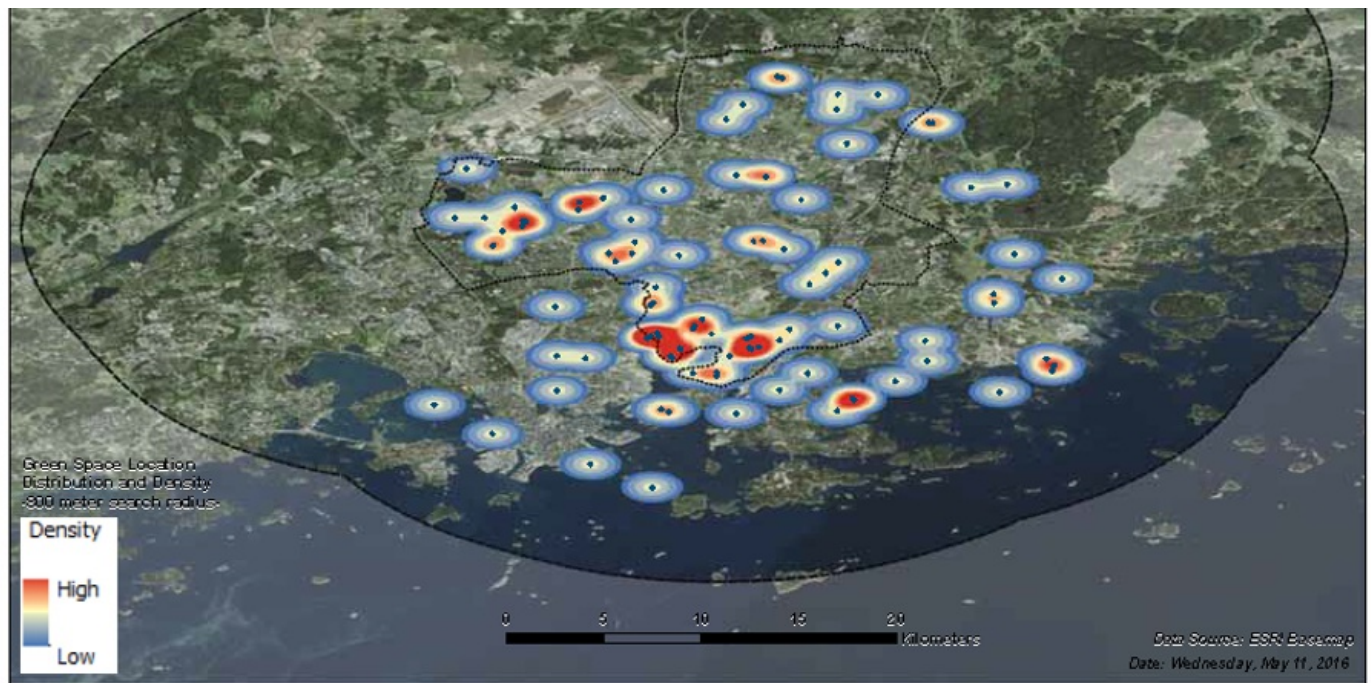 Green Space Location
Distribution and Density
-800 meter search radius-
Density
High
Low
0 5 10 15 20
Kilometers
Data Source: ESRI Basemap
Date: Wednesday, May 11, 2016